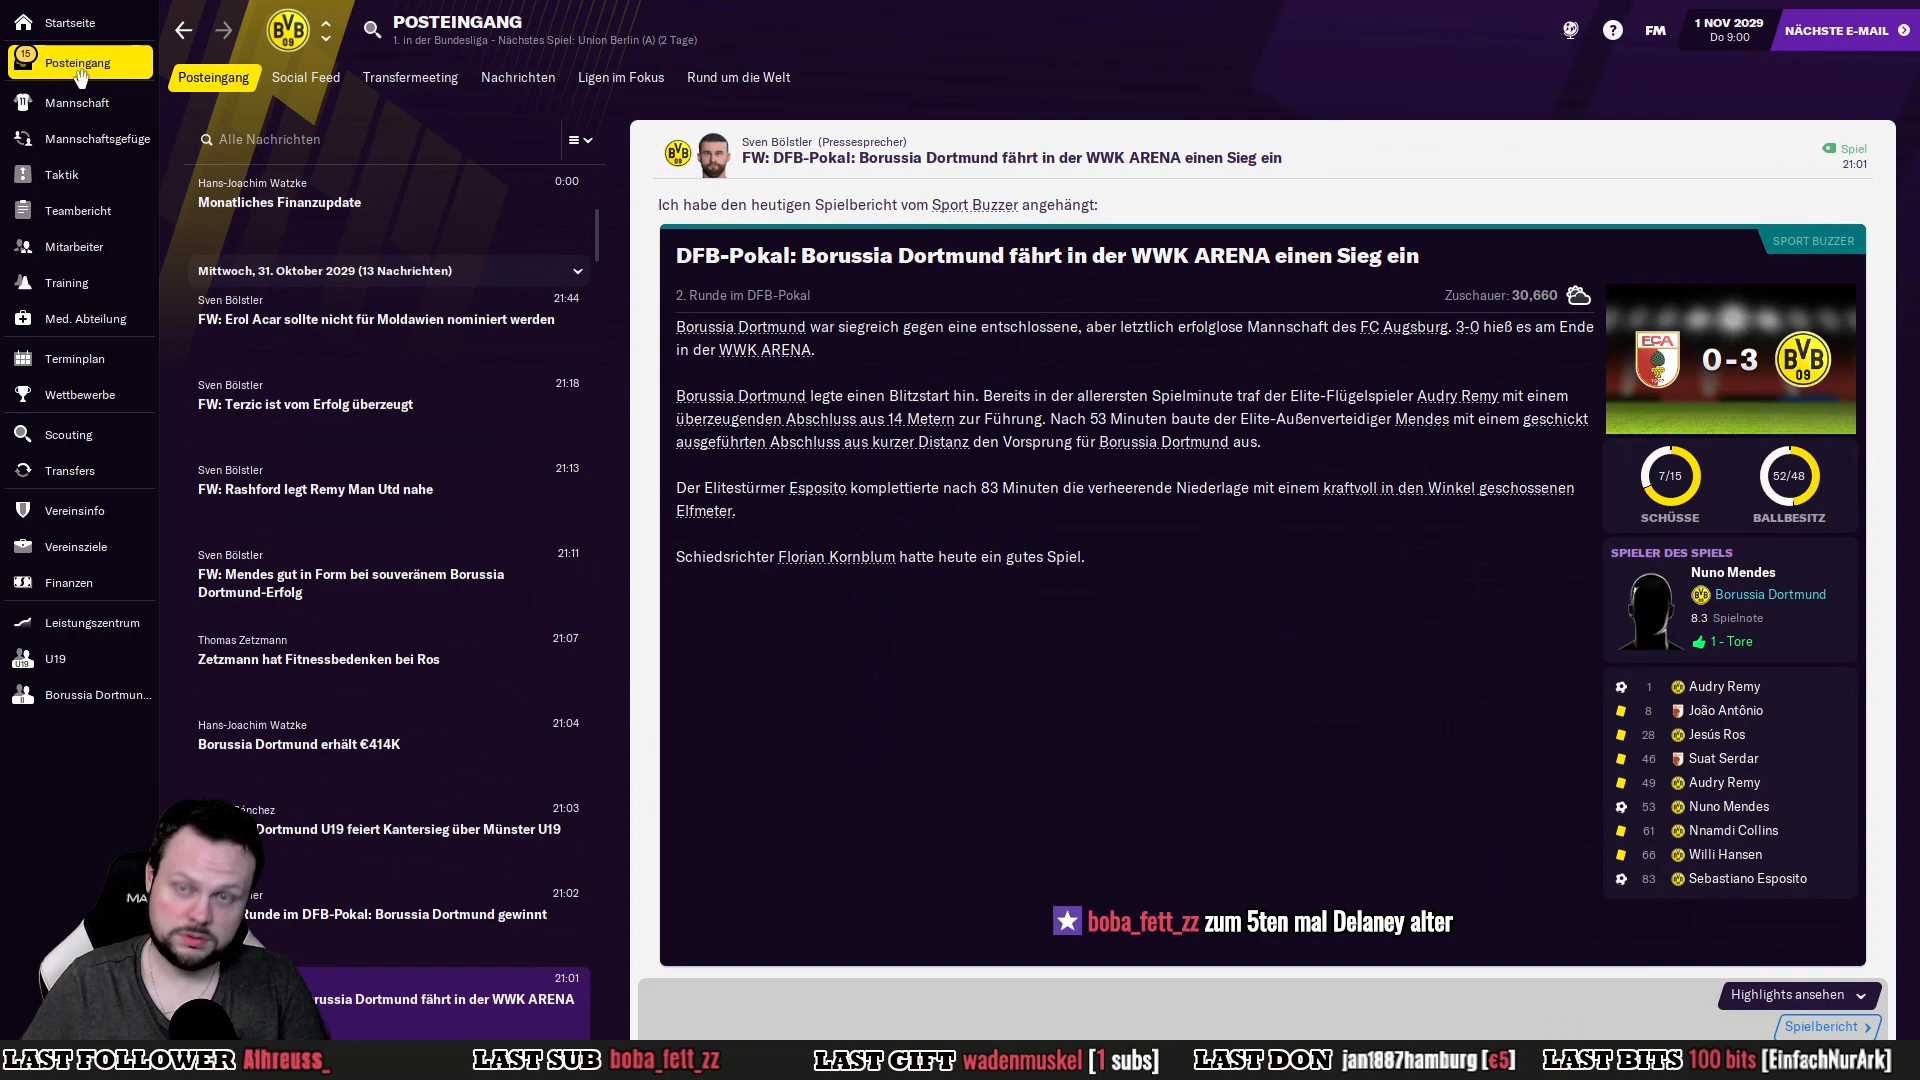 Startseite
15
Posteingang
Mannschaft
Mannschaftsgefüge
Taktik
Teambericht
Mitarbeiter
Training
Med. Abteilung
Terminplan
Wettbewerbe
Scouting
Transfers
Vereinsinfo
Vereinsziele
Finanzen
Leistungszentrum
U19
Borussia Dortmun...
BVB 09
POSTEINGANG
1. in der Bundesliga - Nächstes Spiel: Union Berlin (A) (2 Tage)
FM
1 NOV 2029
Do 9:00
NÄCHSTE E-MAIL
Posteingang
Social Feed
Transfermeeting
Nachrichten
Ligen im Fokus
Rund um die Welt
Alle Nachrichten
Hans-Joachim Watzke 0:00
Monatliches Finanzupdate
Mittwoch, 31. Oktober 2029 (13 Nachrichten)
Sven Bölstler 21:44
FW: Erol Acar sollte nicht für Moldawien nominiert werden
Sven Bölstler 21:18
FW: Terzic ist vom Erfolg überzeugt
Sven Bölstler 21:13
FW: Rashford legt Remy Man Utd nahe
Sven Bölstler 21:11
FW: Mendes gut in Form bei souveränem Borussia
Dortmund-Erfolg
Thomas Zetzmann 21:07
Zetzmann hat Fitnessbedenken bei Ros
Hans-Joachim Watzke 21:04
Borussia Dortmund erhält €414K
21:03
Dortmund U19 feiert Kantersieg über Münster U19
21:02
Runde im DFB-Pokal: Borussia Dortmund gewinnt
21:01
russia Dortmund fährt in der WWK ARENA
Sven Bölstler (Pressesprecher)
FW: DFB-Pokal: Borussia Dortmund fährt in der WWK ARENA einen Sieg ein
Spiel
21:01
Ich habe den heutigen Spielbericht vom Sport Buzzer angehängt:
SPORT BUZZER
DFB-Pokal: Borussia Dortmund fährt in der WWK ARENA einen Sieg ein
2. Runde im DFB-Pokal
Zuschauer: 30,660
Borussia Dortmund war siegreich gegen eine entschlossene, aber letztlich erfolglose Mannschaft des FC Augsburg. 3-0 hieß es am Ende
in der WWK ARENA.
Borussia Dortmund legte einen Blitzstart hin. Bereits in der allerersten Spielminute traf der Elite-Flügelspieler Audry Remy mit einem
überzeugenden Abschluss aus 14 Metern zur Führung. Nach 53 Minuten baute der Elite-Außenverteidiger Mendes mit einem geschickt
ausgeführten Abschluss aus kurzer Distanz den Vorsprung für Borussia Dortmund aus.
Der Elitestürmer Esposito komplettierte nach 83 Minuten die verheerende Niederlage mit einem kraftvoll in den Winkel geschossenen
Elfmeter.
Schiedsrichter Florian Kornblum hatte heute ein gutes Spiel.
FCA 0-3 BVB 09
7/15
SCHÜSSE
52/48
BALLBESITZ
SPIELER DES SPIELS
Nuno Mendes
Borussia Dortmund
8.3 Spielnote
1 - Tore
1 Audry Remy
8 João Antônio
28 Jesús Ros
46 Suat Serdar
49 Audry Remy
53 Nuno Mendes
61 Nnamdi Collins
66 Willi Hansen
83 Sebastiano Esposito
boba_fett_zz zum 5ten mal Delaney alter
Highlights ansehen
Spielbericht
LAST FOLLOWER Alhreuss_
LAST SUB boba_fett_zz
LAST GIFT wadenmuskel [1 subs]
LAST DON jan1887hamburg [€5]
LAST BITS 100 bits [EinfachNurArk]